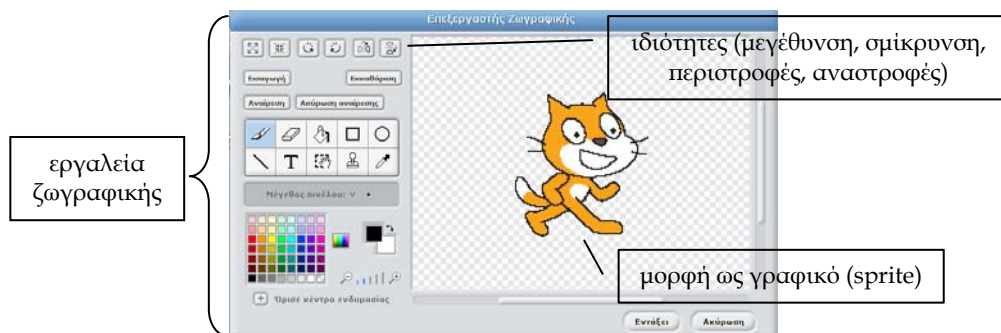 Επεξεργαστής Ζωγραφικής
ιδιότητες (μεγέθυνση, σμίκρυνση,
περιστροφές, αναστροφές)
Εισαγωγή
Εκκαθάριση
Αναίρεση
Ακύρωση αναίρεσης
T
εργαλεία
ζωγραφικής
Μέγεθος πινέλου:
μορφή ως γραφικό (sprite)
Όρισε κέντρο ενδυμασίας
Εντάξει
Ακύρωση